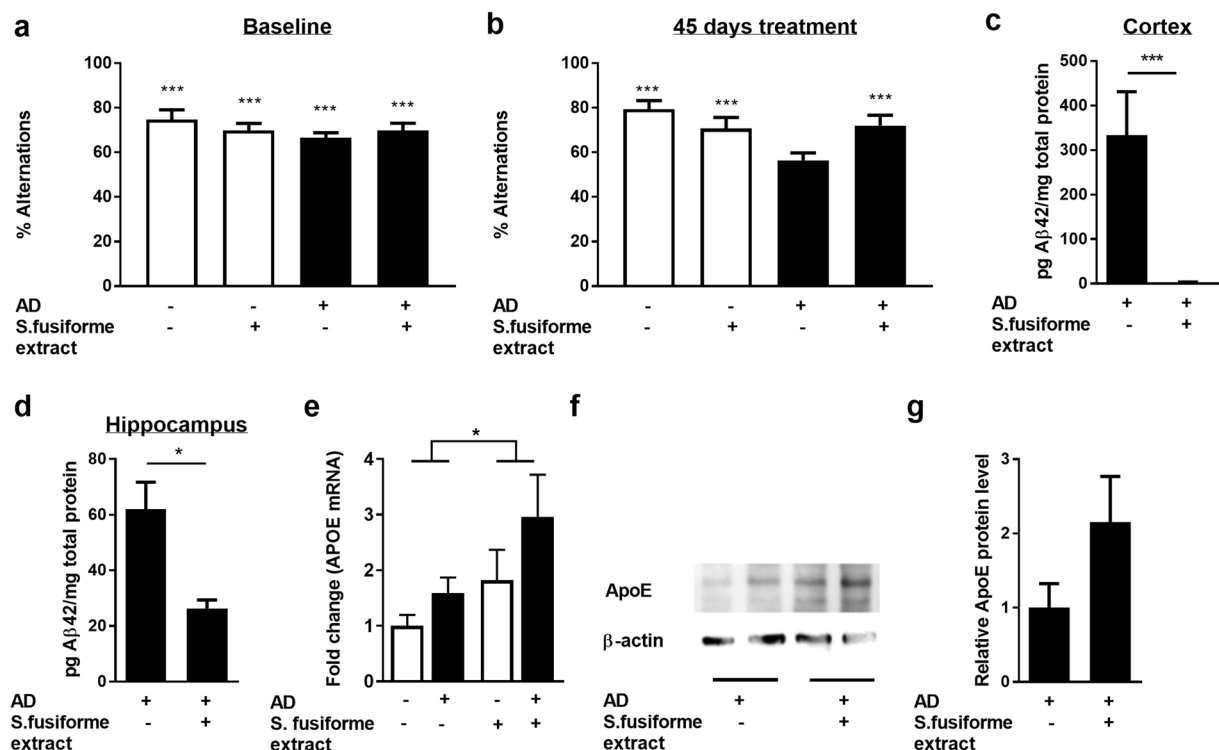 a
Baseline
% Alternations
100
80
60
40
20
0
*** *** *** ***
AD - - + +
S.fusiforme - + - +
extract
b
45 days treatment
% Alternations
100
80
60
40
20
0
*** *** ***
AD - - + +
S.fusiforme - + - +
extract
c
Cortex
pg Aβ42/mg total protein
500
400
300
200
100
0
***
AD + +
S.fusiforme - +
extract
d
Hippocampus
pg Aβ42/mg total protein
80
60
40
20
0
*
AD + +
S.fusiforme - +
extract
e
Fold change (APOE mRNA)
4
3
2
1
0
*
AD - + - +
S. fusiforme - - + +
extract
f
ApoE
β-actin
AD + +
S.fusiforme - +
extract
g
Relative ApoE protein level
3
2
1
0
AD + +
S.fusiforme - +
extract